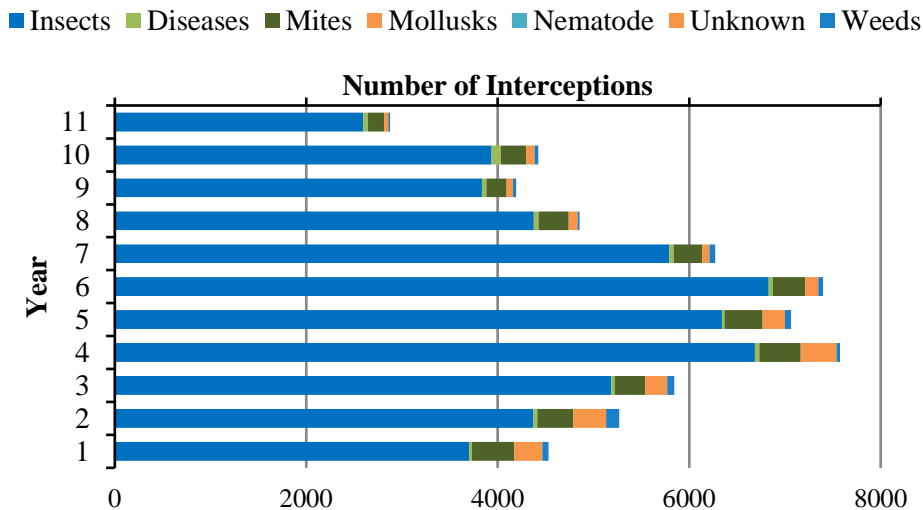 Insects Diseases Mites Mollusks Nematode Unknown Weeds
Number of Interceptions
Year
11
10
9
8
7
6
5
4
3
2
1
0 2000 4000 6000 8000